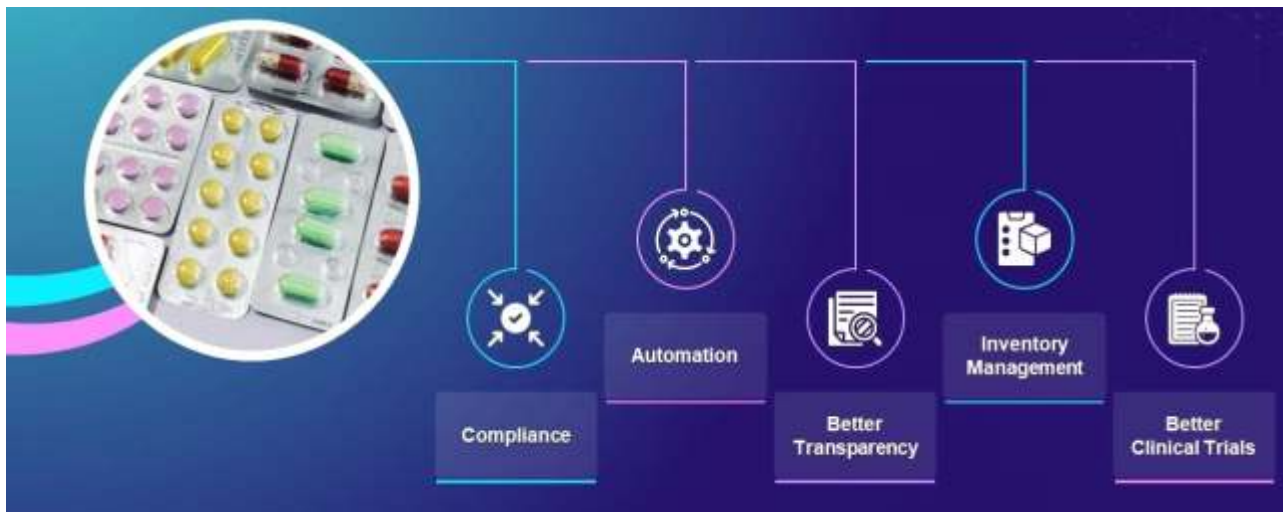 Compliance
Automation
Better
Transparency
Inventory
Management
Better
Clinical Trials